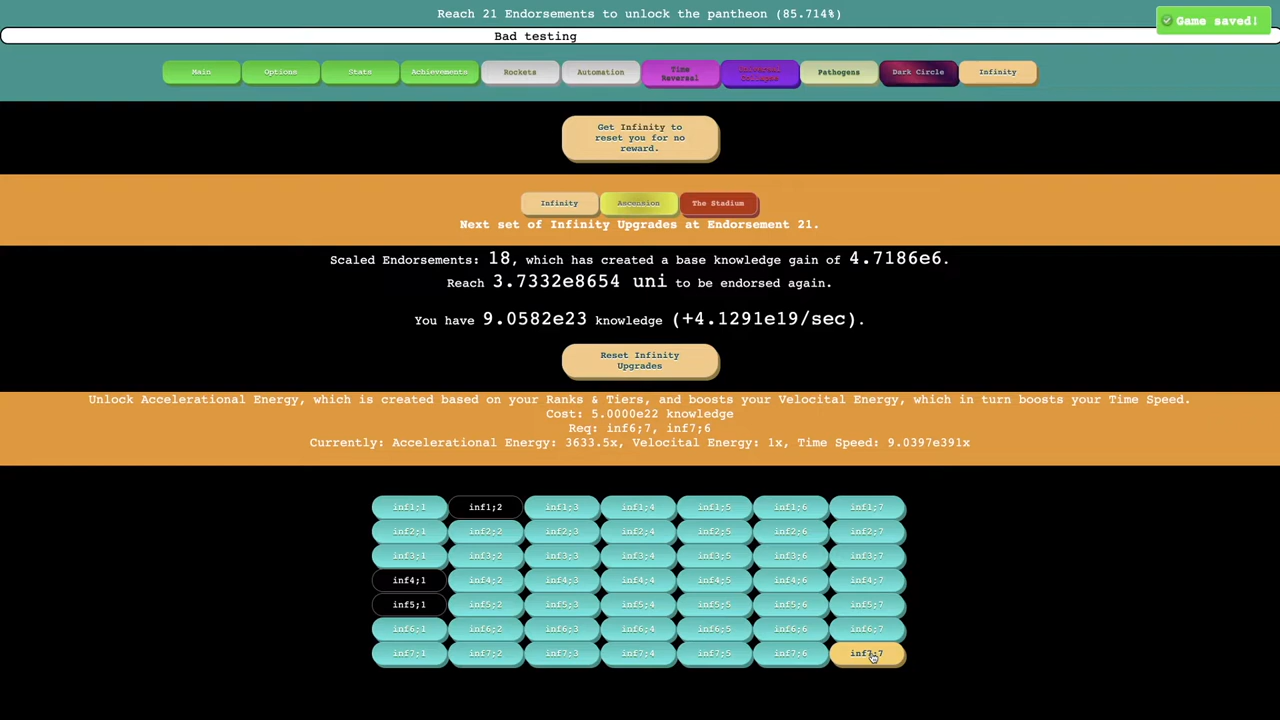 Reach 21 Endorsements to unlock the pantheon (85.714%)
Game saved!
Bad testing
Main
Options
Stats
Achievements
Rockets
Automation
Time
Reversal
Universal
Collapse
Pathogens
Dark Circle
Infinity
Get Infinity to
reset you for no
reward.
Infinity
Ascension
The Stadium
Next set of Infinity Upgrades at Endorsement 21.
Scaled Endorsements: 18, which has created a base knowledge gain of 4.7186e6.
Reach 3.7332e8654 uni to be endorsed again.
You have 9.0582e23 knowledge (+4.1291e19/sec).
Reset Infinity
Upgrades
Unlock Accelerational Energy, which is created based on your Ranks & Tiers, and boosts your Velocital Energy, which in turn boosts your Time Speed.
Cost: 5.0000e22 knowledge
Req: inf6;7, inf7;6
Currently: Accelerational Energy: 3633.5x, Velocital Energy: 1x, Time Speed: 9.0397e391x
inf1;1 inf1;2 inf1;3 inf1;4 inf1;5 inf1;6 inf1;7
inf2;1 inf2;2 inf2;3 inf2;4 inf2;5 inf2;6 inf2;7
inf3;1 inf3;2 inf3;3 inf3;4 inf3;5 inf3;6 inf3;7
inf4;1 inf4;2 inf4;3 inf4;4 inf4;5 inf4;6 inf4;7
inf5;1 inf5;2 inf5;3 inf5;4 inf5;5 inf5;6 inf5;7
inf6;1 inf6;2 inf6;3 inf6;4 inf6;5 inf6;6 inf6;7
inf7;1 inf7;2 inf7;3 inf7;4 inf7;5 inf7;6 inf7;7